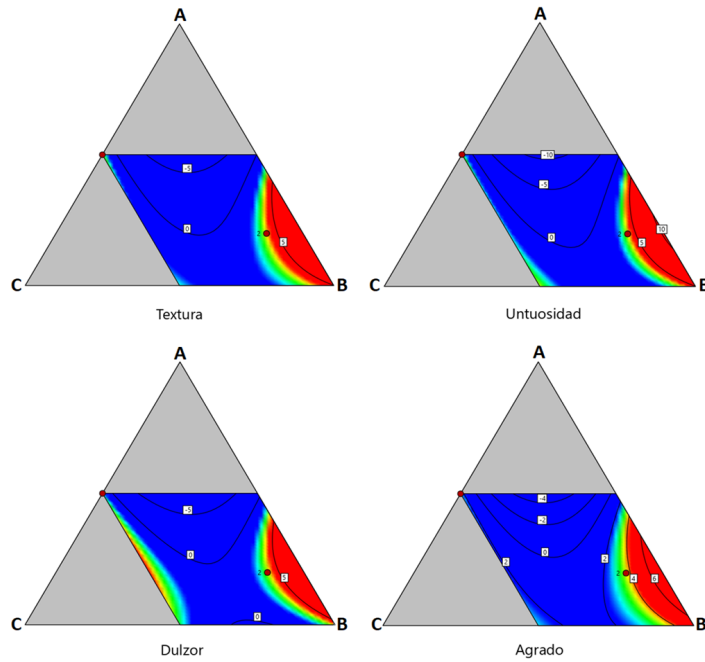 A A
-5 -10
-5
0 0 10
2 5 2 5
C B C B
Textura Untuosidad
A A
-5 -4
-2
0 0
2 2
2 5 2 4 6
0
C B C B
Dulzor Agrado